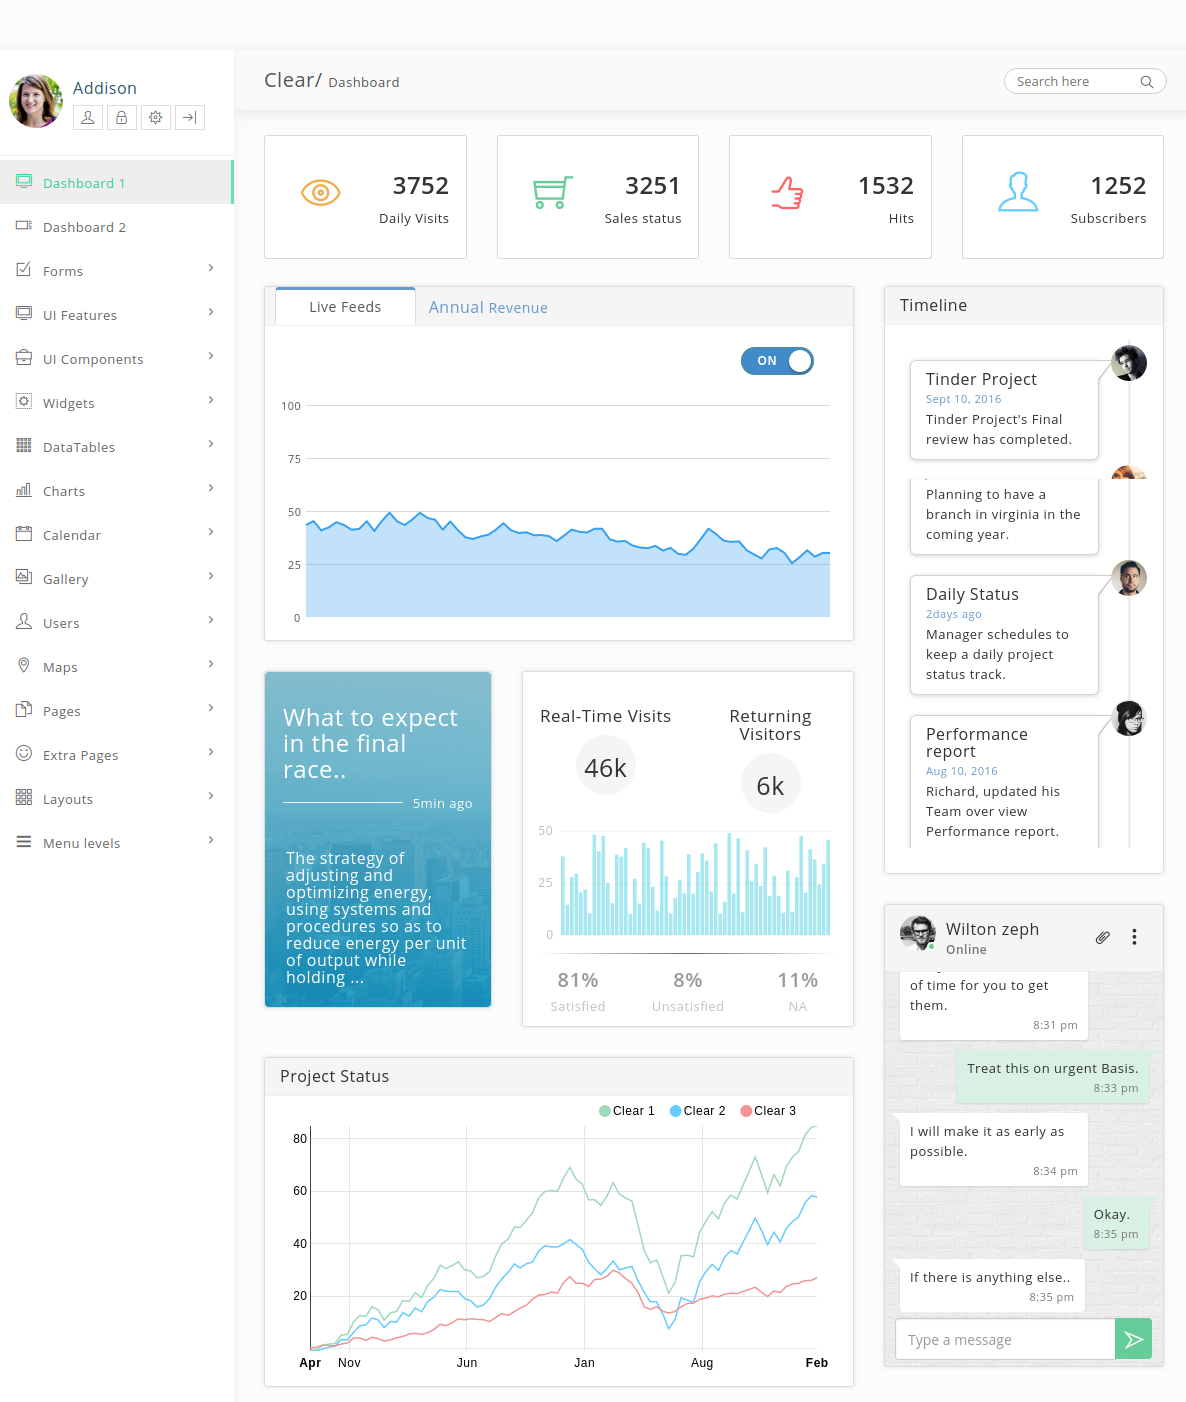 Addison
Dashboard 1
Dashboard 2
Forms
UI Features
UI Components
Widgets
DataTables
Charts
Calendar
Gallery
Users
Maps
Pages
Extra Pages
Layouts
Menu levels
Clear/ Dashboard
Search here
3752
Daily Visits
3251
Sales status
1532
Hits
1252
Subscribers
Live Feeds
Annual Revenue
ON
100
75
50
25
0
What to expect
in the final
race..
5min ago
The strategy of
adjusting and
optimizing energy,
using systems and
procedures so as to
reduce energy per unit
of output while
holding ...
Real-Time Visits
46k
Returning
Visitors
6k
50
25
0
81%
Satisfied
8%
Unsatisfied
11%
NA
Project Status
Clear 1
Clear 2
Clear 3
80
60
40
20
Apr
Nov
Jun
Jan
Aug
Feb
Timeline
Tinder Project
Sept 10, 2016
Tinder Project's Final
review has completed.
Planning to have a
branch in virginia in the
coming year.
Daily Status
2days ago
Manager schedules to
keep a daily project
status track.
Performance
report
Aug 10, 2016
Richard, updated his
Team over view
Performance report.
Wilton zeph
Online
of time for you to get
them.
8:31 pm
Treat this on urgent Basis.
8:33 pm
I will make it as early as
possible.
8:34 pm
Okay.
8:35 pm
If there is anything else..
8:35 pm
Type a message